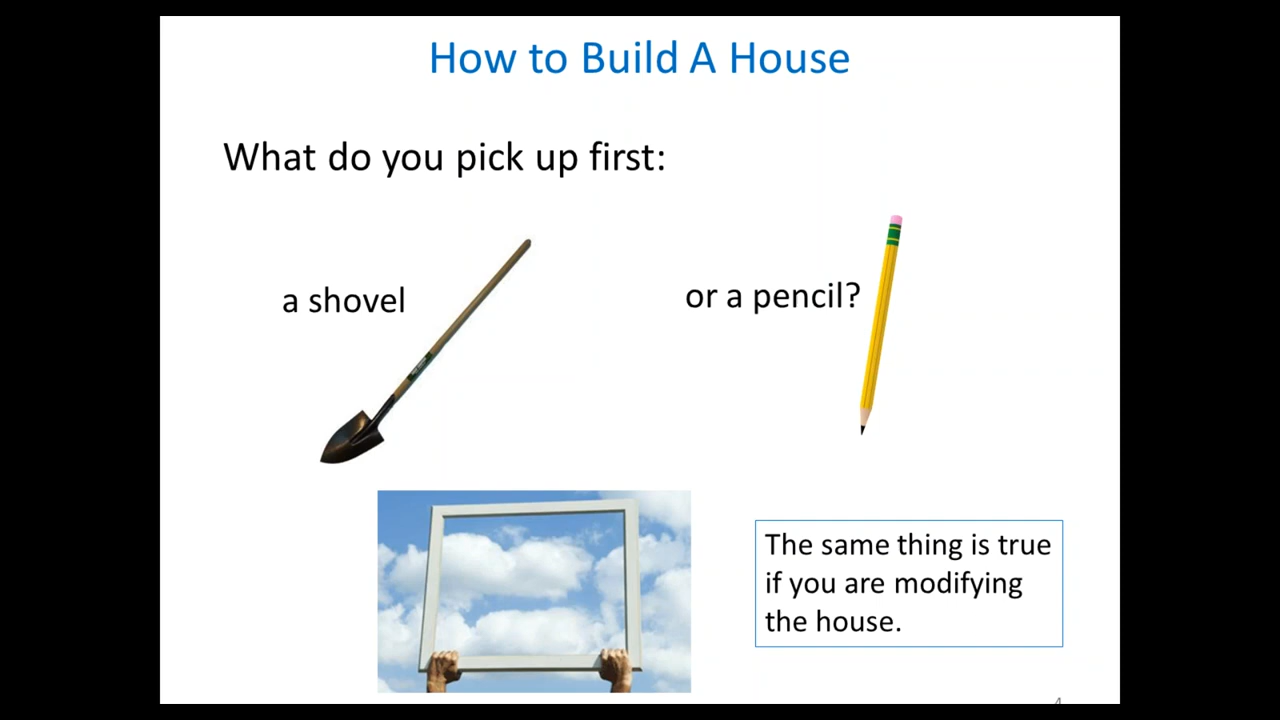 How to Build A House
What do you pick up first:
a shovel
or a pencil?
The same thing is true
if you are modifying
the house.